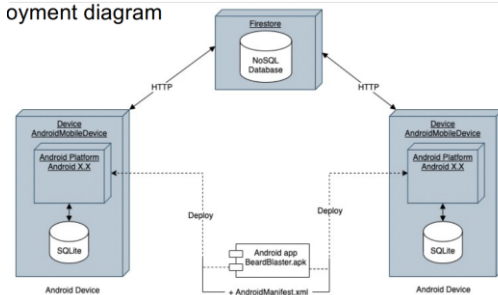 oyment diagram
Firestore
NoSQL
Database
HTTP
HTTP
Device
AndroidMobileDevice
Android Platform
Android X.X
SQLite
Android Device
Device
AndroidMobileDevice
Android Platform
Android X.X
SQLite
Android Device
Deploy
Deploy
Android app
BeardBlaster.apk
+ AndroidManifest.xml